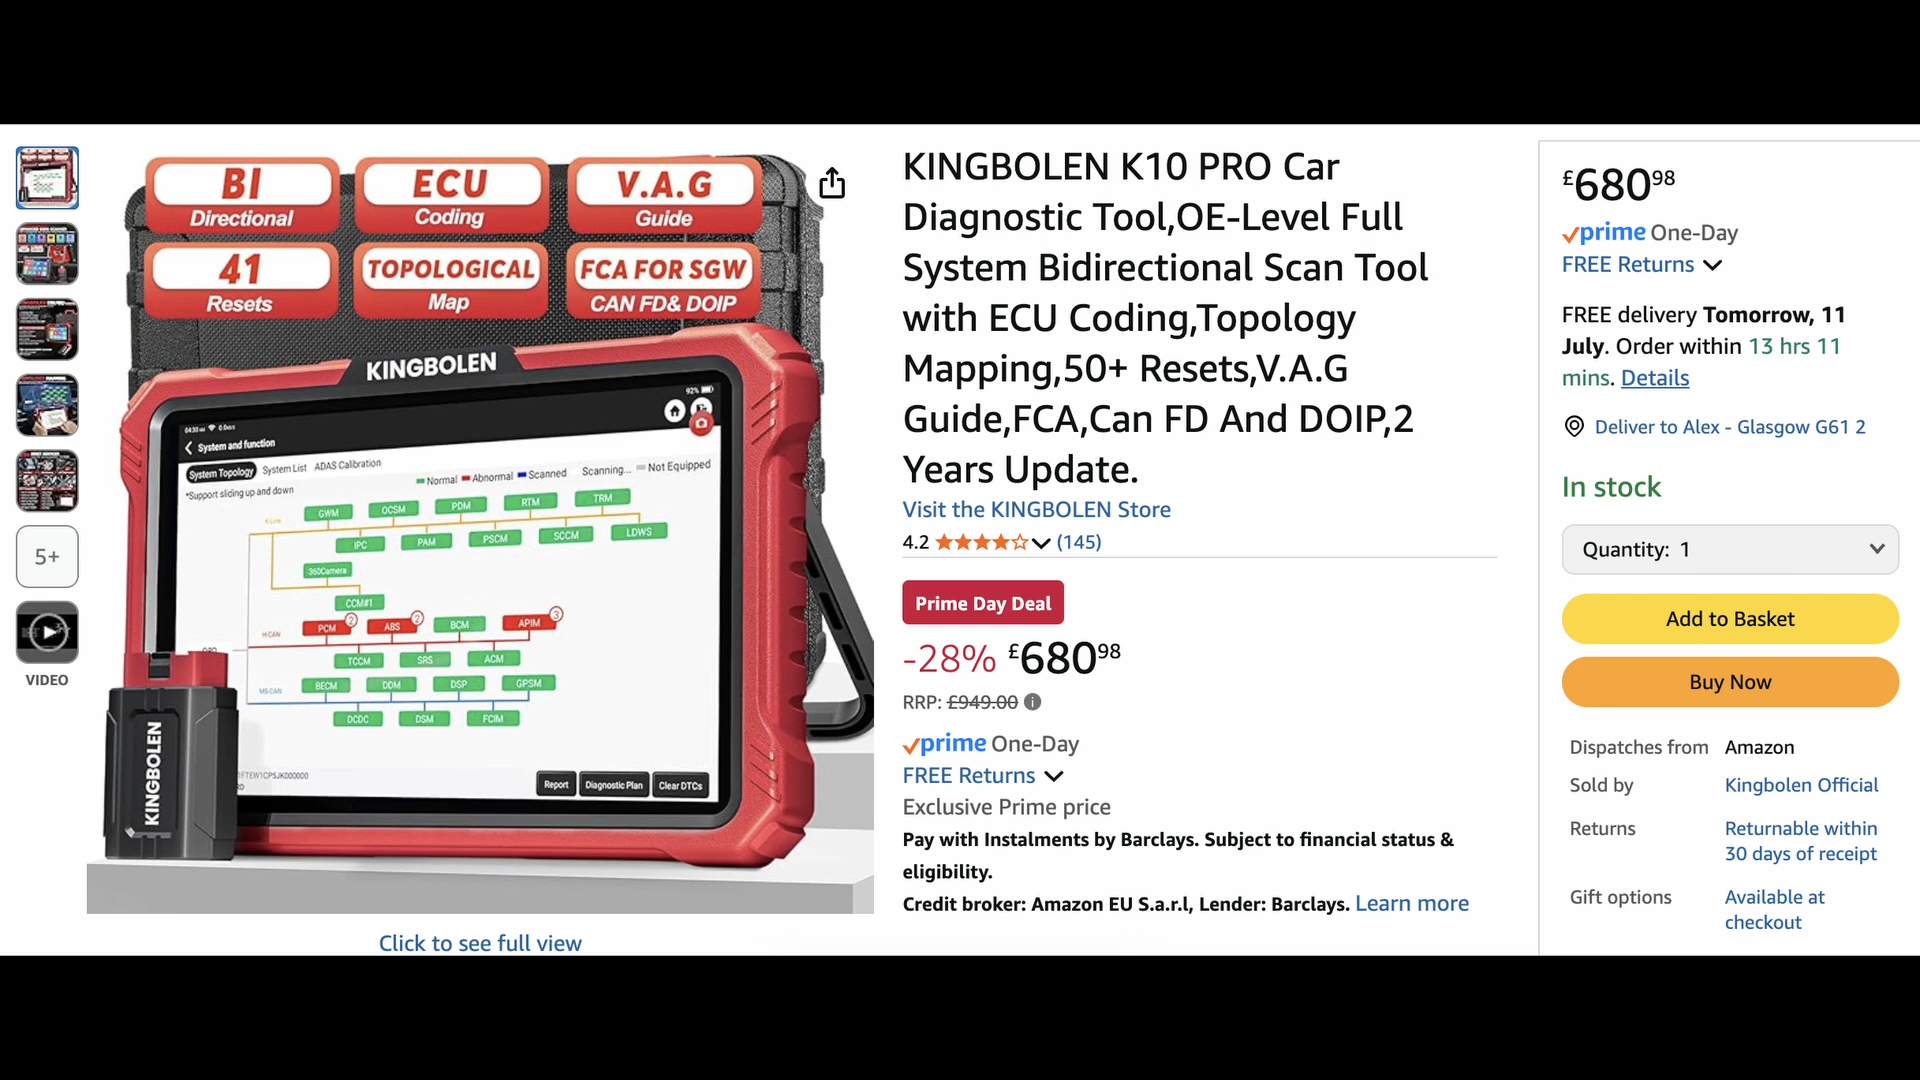 BI
Directional
ECU
Coding
V.A.G
Guide
41
Resets
TOPOLOGICAL
Map
FCA FOR SGW
CAN FD& DOIP
KINGBOLEN
92%
System and function
System Topology System List ADAS Calibration
Normal Abnormal Scanned Scanning... Not Equipped
*Support sliding up and down
K-Line
GWM OCSM PDM RTM TRM
IPC PAM PSCM SCCM LDWS
360Camera
CCM#1
H-CAN
PCM 2 ABS 2 BCM APIM 3
TCCM SRS ACM
MS-CAN
BECM DDM DSP GPSM
DCDC DSM FCIM
1FTEW1CP5JK000000
Report Diagnostic Plan Clear DTCs
KINGBOLEN
5+
VIDEO
Click to see full view
KINGBOLEN K10 PRO Car
Diagnostic Tool,OE-Level Full
System Bidirectional Scan Tool
with ECU Coding,Topology
Mapping,50+ Resets,V.A.G
Guide,FCA,Can FD And DOIP,2
Years Update.
Visit the KINGBOLEN Store
4.2 (145)
Prime Day Deal
-28% £680.98
RRP: £949.00
prime One-Day
FREE Returns
Exclusive Prime price
Pay with Instalments by Barclays. Subject to financial status &
eligibility.
Credit broker: Amazon EU S.a.r.l, Lender: Barclays. Learn more
£680.98
prime One-Day
FREE Returns
FREE delivery Tomorrow, 11
July. Order within 13 hrs 11
mins. Details
Deliver to Alex - Glasgow G61 2
In stock
Quantity: 1
Add to Basket
Buy Now
Dispatches from Amazon
Sold by Kingbolen Official
Returns Returnable within
30 days of receipt
Gift options Available at
checkout